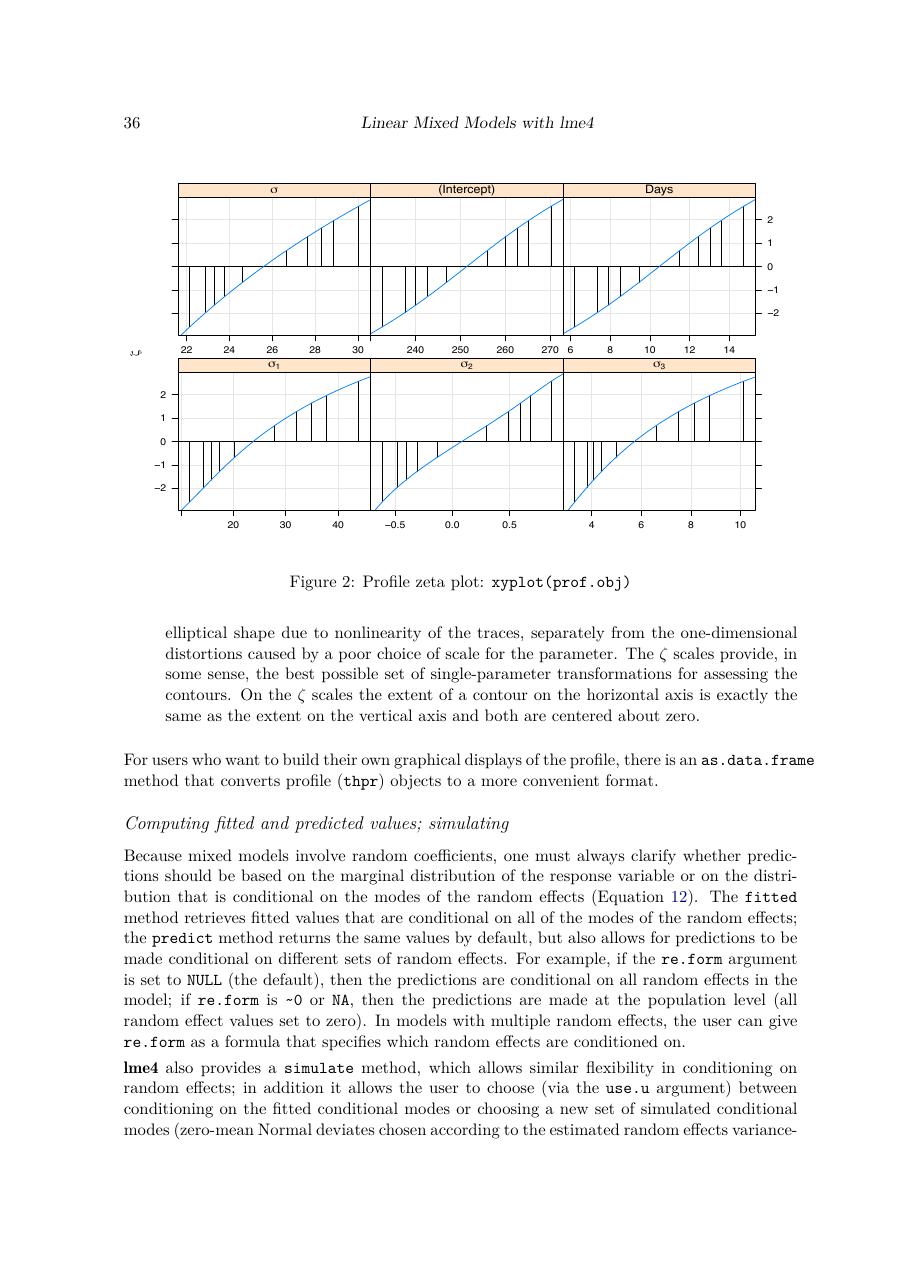 36
Linear Mixed Models with lme4
σ
(Intercept)
Days
2
1
0
−1
−2
22 24 26 28 30
240 250 260 270
6 8 10 12 14
ζ
σ1
σ2
σ3
2
1
0
−1
−2
20 30 40
−0.5 0.0 0.5
4 6 8 10
Figure 2: Profile zeta plot: xyplot(prof.obj)
elliptical shape due to nonlinearity of the traces, separately from the one-dimensional
distortions caused by a poor choice of scale for the parameter. The ζ scales provide, in
some sense, the best possible set of single-parameter transformations for assessing the
contours. On the ζ scales the extent of a contour on the horizontal axis is exactly the
same as the extent on the vertical axis and both are centered about zero.
For users who want to build their own graphical displays of the profile, there is an as.data.frame
method that converts profile (thpr) objects to a more convenient format.
Computing fitted and predicted values; simulating
Because mixed models involve random coefficients, one must always clarify whether predic-
tions should be based on the marginal distribution of the response variable or on the distri-
bution that is conditional on the modes of the random effects (Equation 12). The fitted
method retrieves fitted values that are conditional on all of the modes of the random effects;
the predict method returns the same values by default, but also allows for predictions to be
made conditional on different sets of random effects. For example, if the re.form argument
is set to NULL (the default), then the predictions are conditional on all random effects in the
model; if re.form is ~0 or NA, then the predictions are made at the population level (all
random effect values set to zero). In models with multiple random effects, the user can give
re.form as a formula that specifies which random effects are conditioned on.
lme4 also provides a simulate method, which allows similar flexibility in conditioning on
random effects; in addition it allows the user to choose (via the use.u argument) between
conditioning on the fitted conditional modes or choosing a new set of simulated conditional
modes (zero-mean Normal deviates chosen according to the estimated random effects variance-